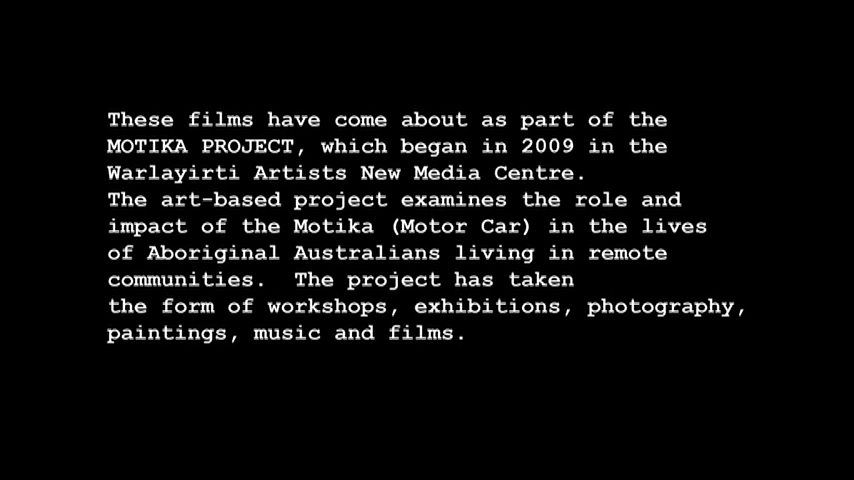 These films have come about as part of the
MOTIKA PROJECT, which began in 2009 in the
Warlayirti Artists New Media Centre.
The art-based project examines the role and
impact of the Motika (Motor Car) in the lives
of Aboriginal Australians living in remote
communities.  The project has taken
the form of workshops, exhibitions, photography,
paintings, music and films.